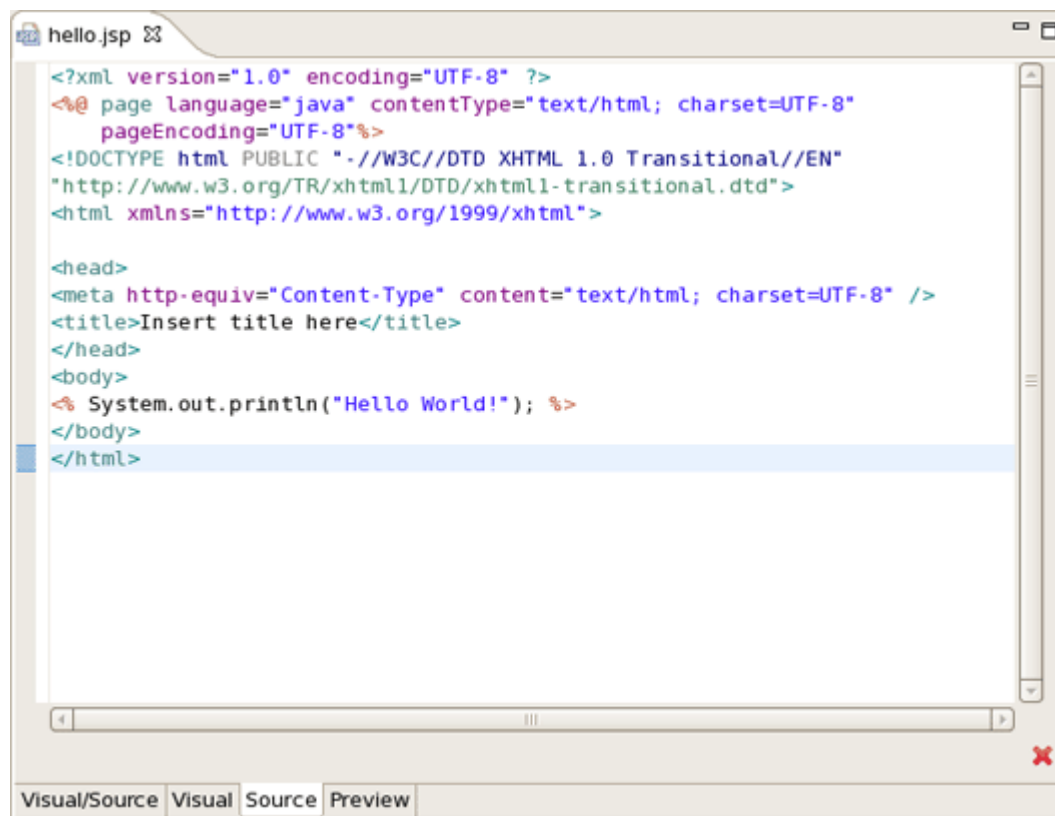 hello.jsp
<?xml version="1.0" encoding="UTF-8" ?>
<%@ page language="java" contentType="text/html; charset=UTF-8"
    pageEncoding="UTF-8"%>
<!DOCTYPE html PUBLIC "-//W3C//DTD XHTML 1.0 Transitional//EN"
"http://www.w3.org/TR/xhtml1/DTD/xhtml1-transitional.dtd">
<html xmlns="http://www.w3.org/1999/xhtml">

<head>
<meta http-equiv="Content-Type" content="text/html; charset=UTF-8" />
<title>Insert title here</title>
</head>
<body>
<% System.out.println("Hello World!"); %>
</body>
</html>
Visual/Source Visual Source Preview